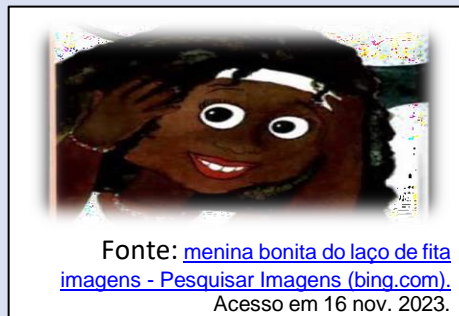 Fonte: menina bonita do laço de fita
imagens - Pesquisar Imagens (bing.com).
Acesso em 16 nov. 2023.